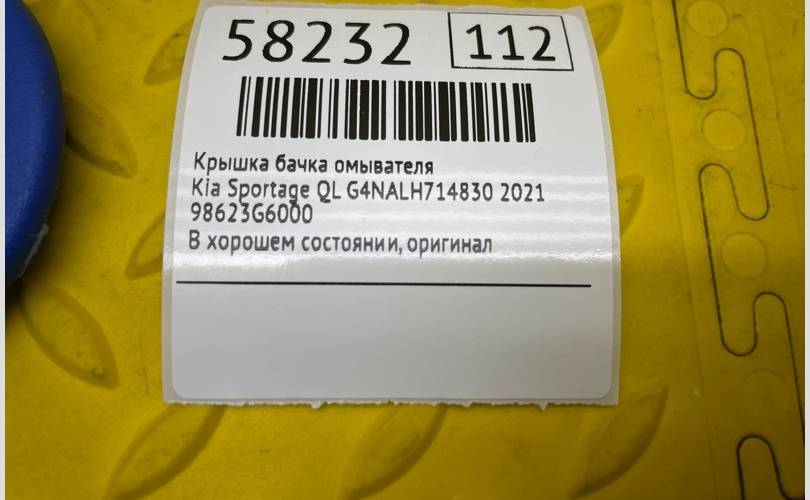 58232 112
Крышка бачка омывателя
Kia Sportage QL G4NALH714830 2021
98623G6000
В хорошем состоянии, оригинал